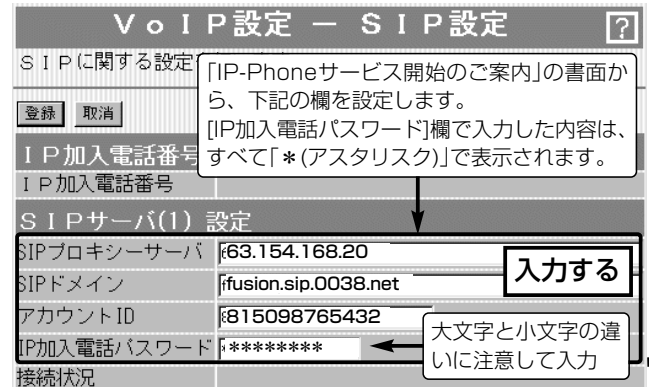 VoIP設定 － SIP設定 ?
SIPに関する設定
「IP-Phoneサービス開始のご案内」の書面か
ら、下記の欄を設定します。
[IP加入電話パスワード]欄で入力した内容は、
すべて「＊(アスタリスク)」で表示されます。
登録 取消
IP加入電話番号
IP加入電話番号
SIPサーバ(1) 設定
SIPプロキシーサーバ 63.154.168.20
入力する
SIPドメイン fusion.sip.0038.net
アカウントID 815098765432
IP加入電話パスワード ********
大文字と小文字の違
いに注意して入力
接続状況